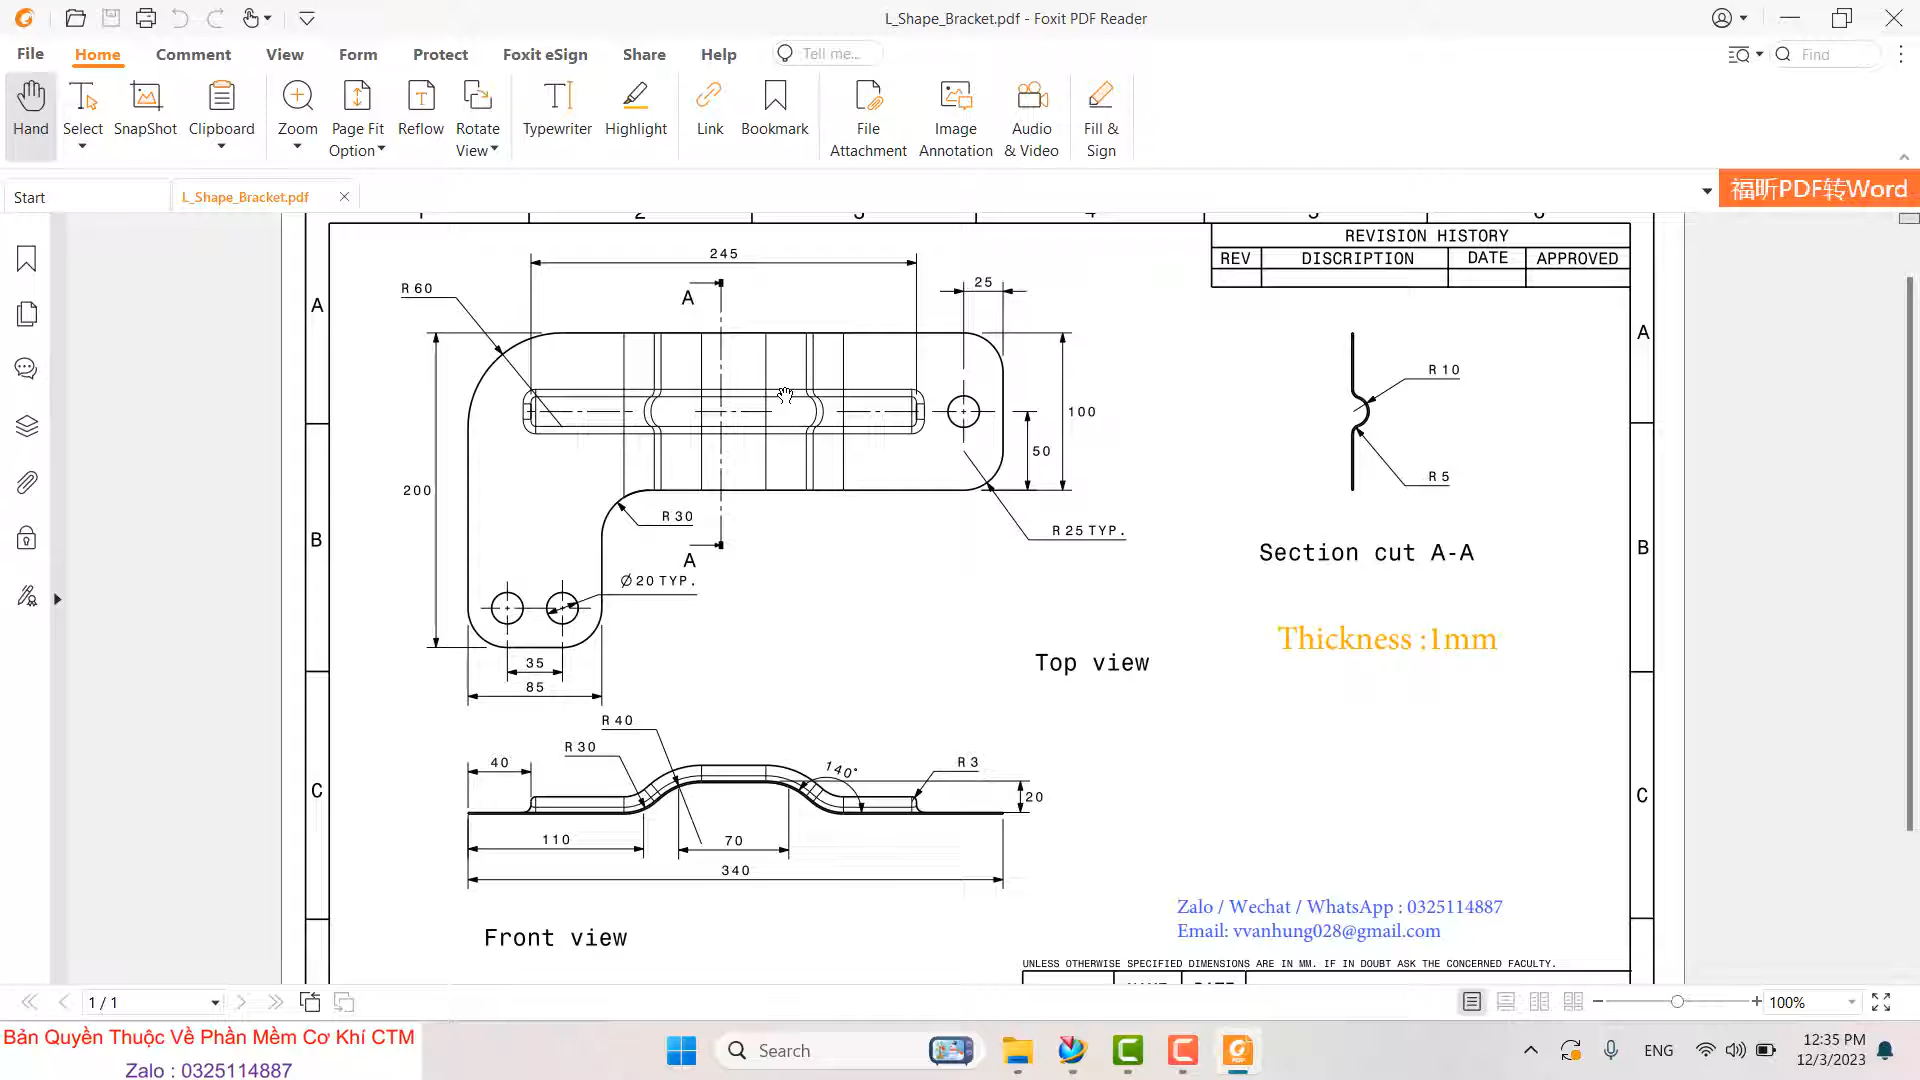 L_Shape_Bracket.pdf - Foxit PDF Reader
File Home Comment View Form Protect Foxit eSign Share Help Tell me... Find
Hand Select SnapShot Clipboard Zoom Page Fit Option Reflow Rotate View Typewriter Highlight Link Bookmark File Attachment Image Annotation Audio & Video Fill & Sign
Start L_Shape_Bracket.pdf 福昕PDF转Word
REVISION HISTORY
REV DISCRIPTION DATE APPROVED
245
25
R 60
A
A
A
R 10
100
50
200
R 5
R 30
R 25 TYP.
B
B
A
Section cut A-A
Ø 20 TYP.
Thickness :1mm
Top view
35
85
R 40
R 30
40
140°
R 3
C
C
20
110
70
340
Zalo / Wechat / WhatsApp : 0325114887
Email: vvanhung028@gmail.com
Front view
UNLESS OTHERWISE SPECIFIED DIMENSIONS ARE IN MM. IF IN DOUBT ASK THE CONCERNED FACULTY.
1 / 1
100%
Bản Quyền Thuộc Về Phần Mềm Cơ Khí CTM
Zalo : 0325114887
Search
ENG
12:35 PM
12/3/2023